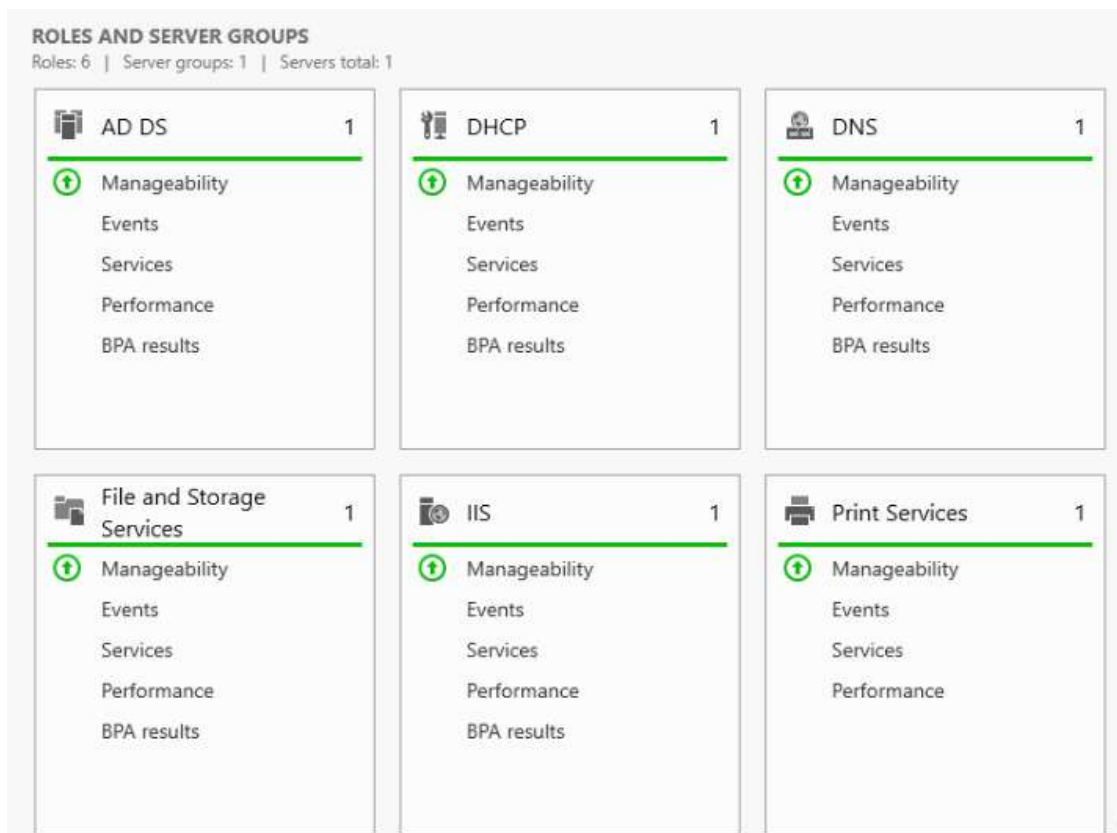 ROLES AND SERVER GROUPS
Roles: 6 | Server groups: 1 | Servers total: 1
AD DS 1
Manageability
Events
Services
Performance
BPA results
DHCP 1
Manageability
Events
Services
Performance
BPA results
DNS 1
Manageability
Events
Services
Performance
BPA results
File and Storage
Services 1
Manageability
Events
Services
Performance
BPA results
IIS 1
Manageability
Events
Services
Performance
BPA results
Print Services 1
Manageability
Events
Services
Performance